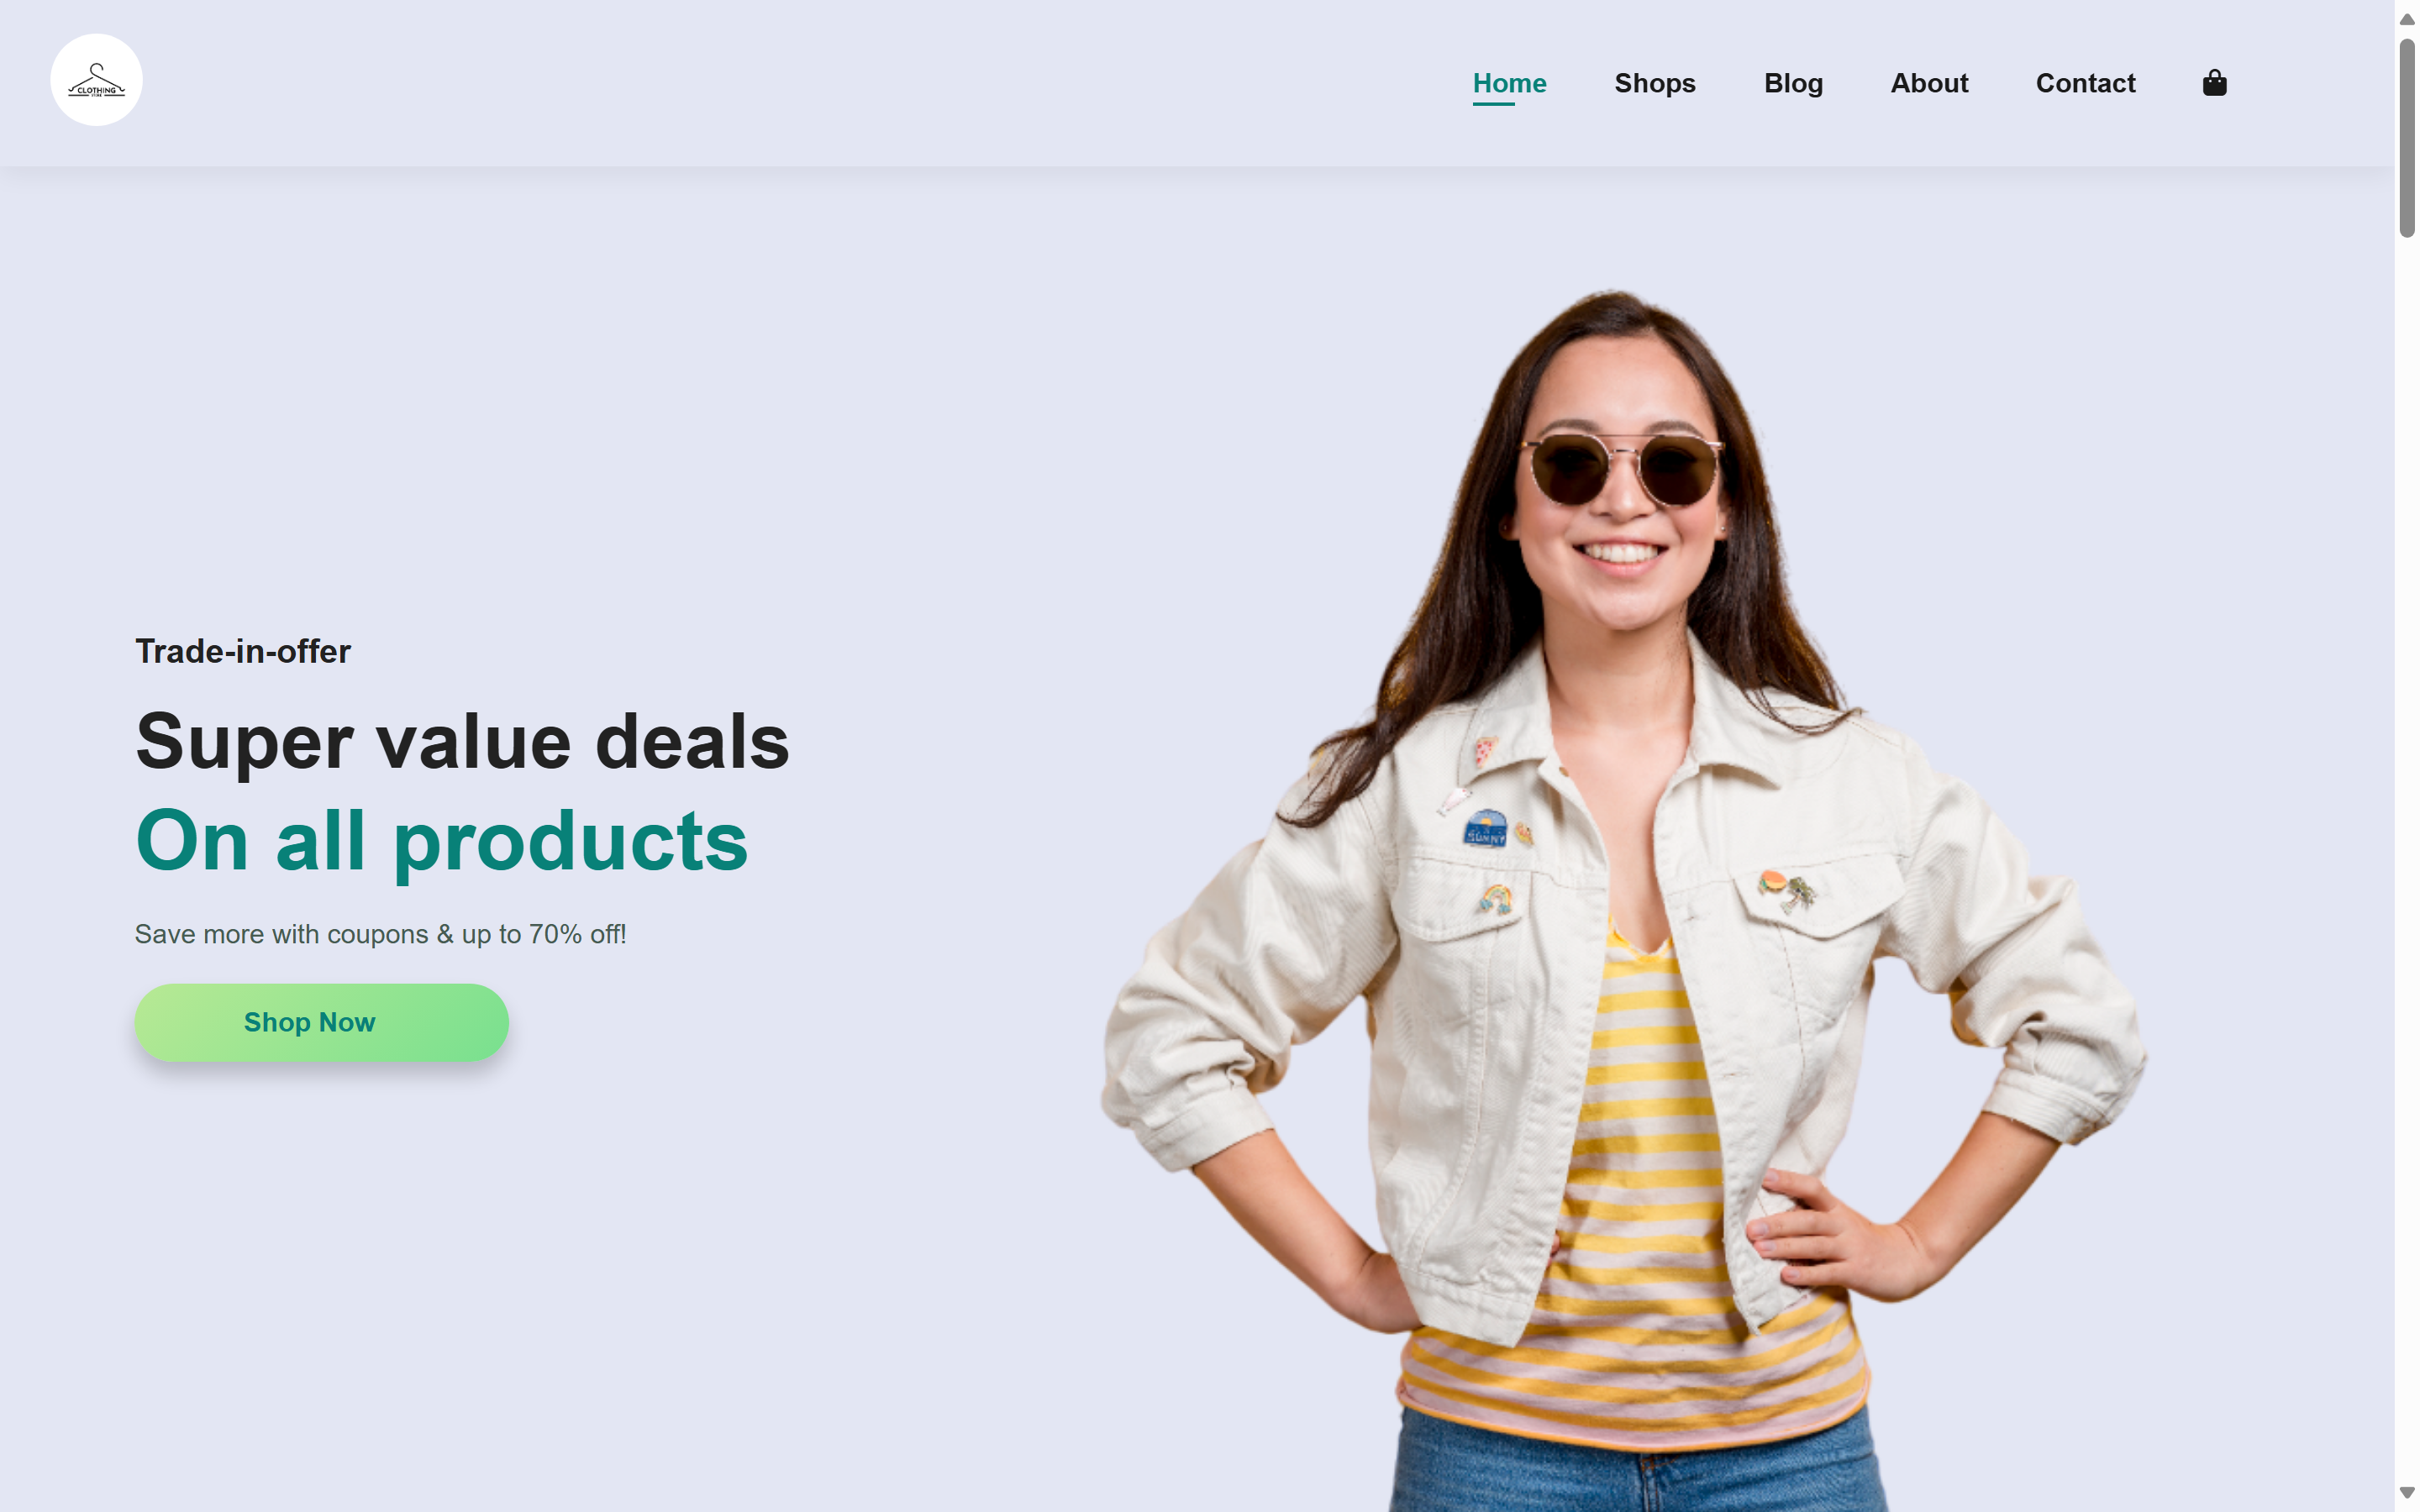 CLOTHING
Home
Shops
Blog
About
Contact
Trade-in-offer
Super value deals
On all products
Save more with coupons & up to 70% off!
Shop Now